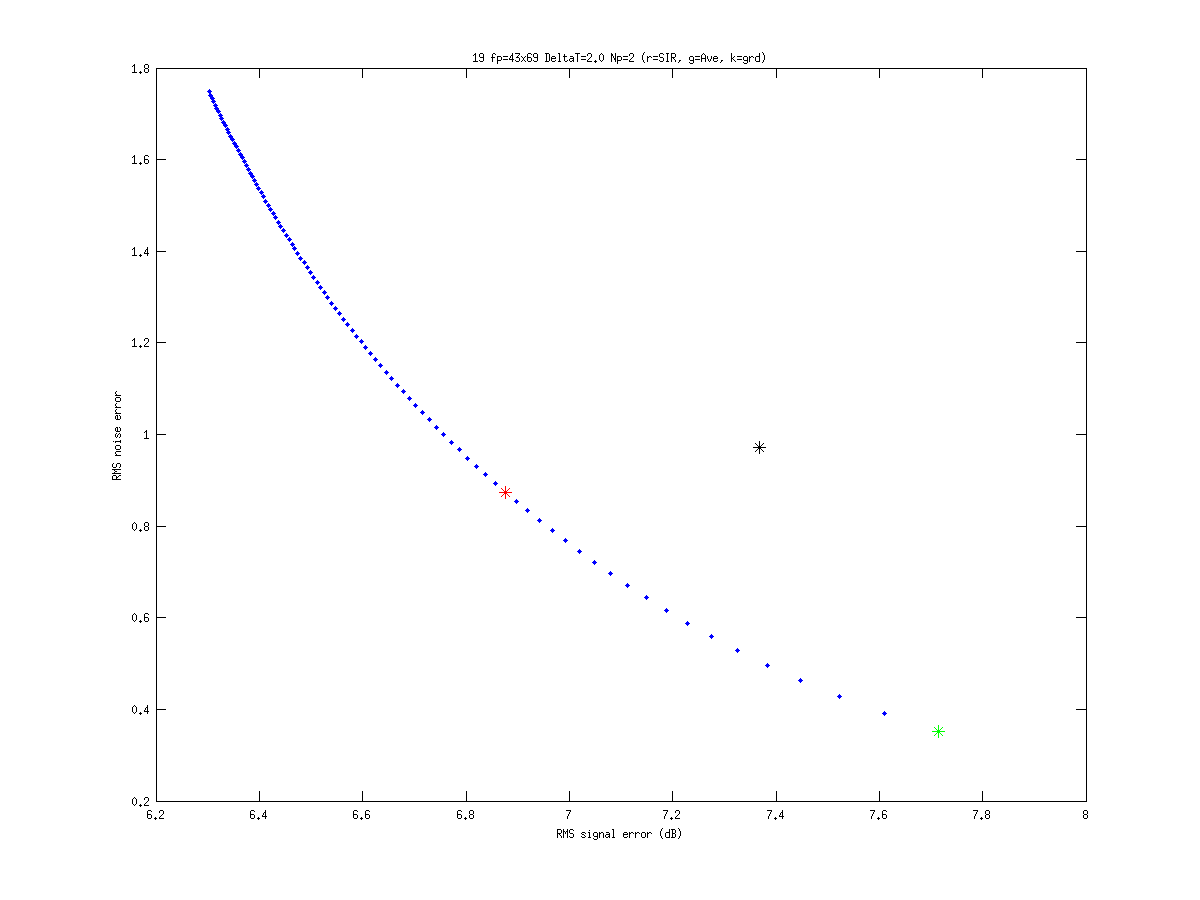 19 fp=43x69 DeltaT=2.0 Np=2 (r=SIR, g=Ave, k=grd)
1.8
1.6
1.4
1.2
1
0.8
0.6
0.4
0.2
RMS noise error
6.2 6.4 6.6 6.8 7 7.2 7.4 7.6 7.8 8
RMS signal error (dB)